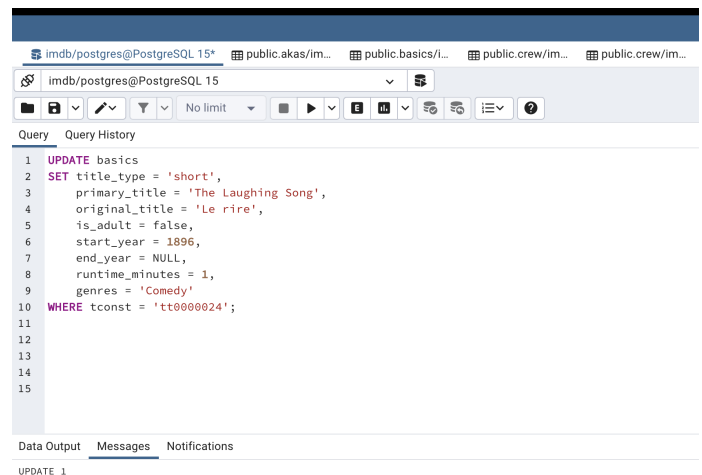 imdb/postgres@PostgreSQL 15* public.akas/im... public.basics/i... public.crew/im... public.crew/im...
imdb/postgres@PostgreSQL 15
No limit E
Query Query History
1 UPDATE basics
2 SET title_type = 'short',
3 primary_title = 'The Laughing Song',
4 original_title = 'Le rire',
5 is_adult = false,
6 start_year = 1896,
7 end_year = NULL,
8 runtime_minutes = 1,
9 genres = 'Comedy'
10 WHERE tconst = 'tt0000024';
11
12
13
14
15
Data Output Messages Notifications
UPDATE 1